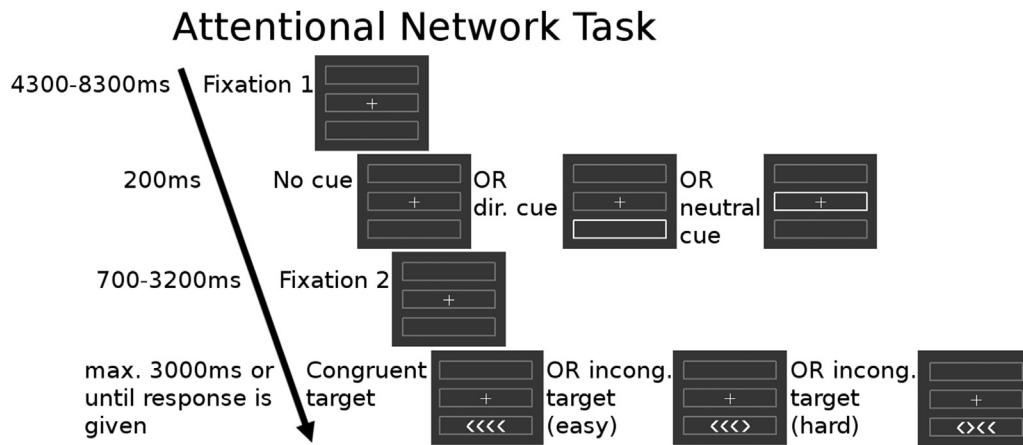 Attentional Network Task
4300-8300ms Fixation 1
200ms No cue OR dir. cue OR neutral cue
700-3200ms Fixation 2
max. 3000ms or until response is given Congruent target OR incong. target (easy) OR incong. target (hard)
<<<< <<<> <><<